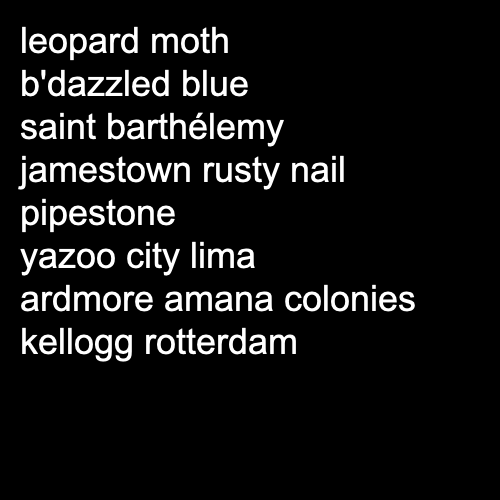 leopard moth
b'dazzled blue
saint barthélemy
jamestown rusty nail
pipestone
yazoo city lima
ardmore amana colonies
kellogg rotterdam